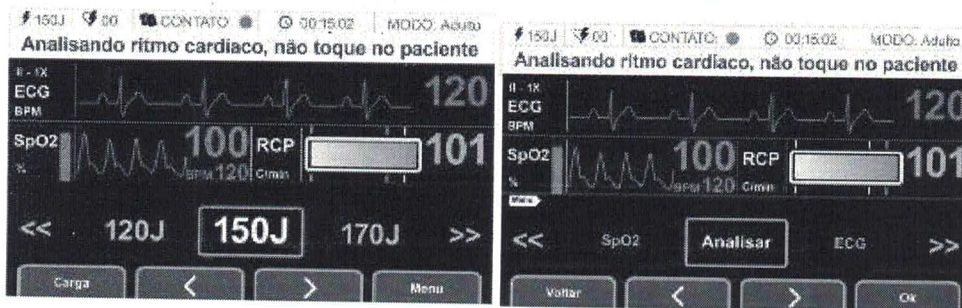 150J 00 CONTATO 00:15:02 MODO: Adulto
Analisando ritmo cardíaco, não toque no paciente
II - 1X
ECG
BPM
120
SpO2
%
100
BPM 120
RCP
C/min
101
<< 120J 150J 170J >>
Carga < > Menu
150J 00 CONTATO: 00:15:02 MODO: Adulto
Analisando ritmo cardíaco, não toque no paciente
II - 1X
ECG
BPM
120
SpO2
%
100
BPM 120
RCP
C/min
101
Menu
<< SpO2 Analisar ECG >>
Voltar < > Ok